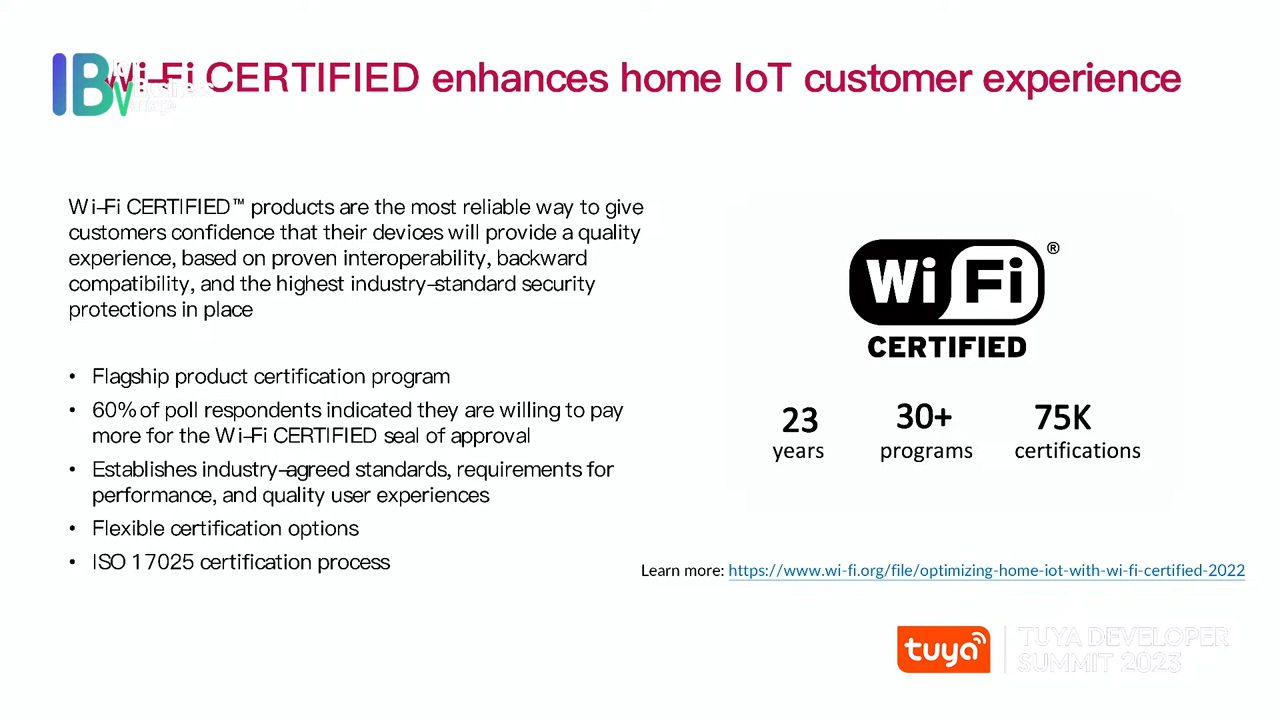 Wi-Fi CERTIFIED enhances home IoT customer experience
IBV
Business
Wi-Fi CERTIFIED™ products are the most reliable way to give
customers confidence that their devices will provide a quality
experience, based on proven interoperability, backward
compatibility, and the highest industry-standard security
protections in place
• Flagship product certification program
• 60% of poll respondents indicated they are willing to pay
more for the Wi-Fi CERTIFIED seal of approval
• Establishes industry-agreed standards, requirements for
performance, and quality user experiences
• Flexible certification options
• ISO 17025 certification process
Wi Fi ®
CERTIFIED
23 30+ 75K
years programs certifications
Learn more: https://www.wi-fi.org/file/optimizing-home-iot-with-wi-fi-certified-2022
tuya
TUYA DEVELOPER
SUMMIT 2023